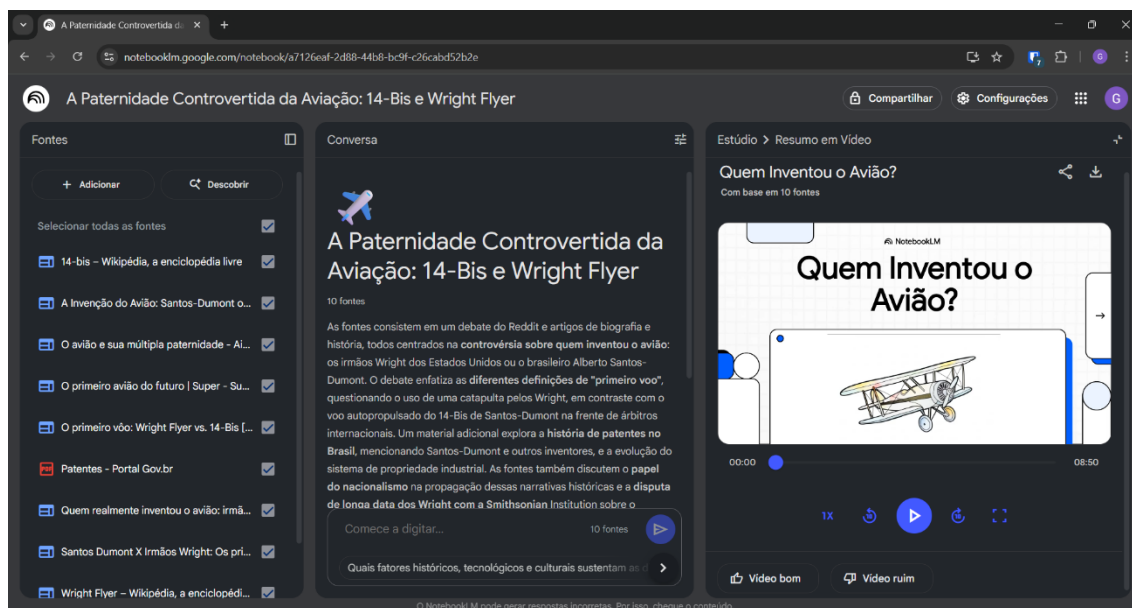 A Paternidade Controvertida da
notebooklm.google.com/notebook/a7126eaf-2d88-44b8-bc9f-c26cabd52b2e
G
A Paternidade Controvertida da Aviação: 14-Bis e Wright Flyer
Compartilhar
Configurações
G
Fontes
+ Adicionar
Descobrir
Selecionar todas as fontes
14-bis – Wikipédia, a enciclopédia livre
A Invenção do Avião: Santos-Dumont o...
O avião e sua múltipla paternidade - Ai...
O primeiro avião do futuro | Super - Su...
O primeiro vôo: Wright Flyer vs. 14-Bis [...
PDF
Patentes - Portal Gov.br
Quem realmente inventou o avião: irmã...
Santos Dumont X Irmãos Wright: Os pri...
Wright Flyer – Wikipédia, a enciclopédi...
Conversa
A Paternidade Controvertida da
Aviação: 14-Bis e Wright Flyer
10 fontes
As fontes consistem em um debate do Reddit e artigos de biografia e
história, todos centrados na controvérsia sobre quem inventou o avião:
os irmãos Wright dos Estados Unidos ou o brasileiro Alberto Santos-
Dumont. O debate enfatiza as diferentes definições de "primeiro voo",
questionando o uso de uma catapulta pelos Wright, em contraste com o
voo autopropulsado do 14-Bis de Santos-Dumont na frente de árbitros
internacionais. Um material adicional explora a história de patentes no
Brasil, mencionando Santos-Dumont e outros inventores, e a evolução do
sistema de propriedade industrial. As fontes também discutem o papel
do nacionalismo na propagação dessas narrativas históricas e a disputa
de longa data dos Wright com a Smithsonian Institution sobre o
Comece a digitar...
10 fontes
Quais fatores históricos, tecnológicos e culturais sustentam as
Estúdio > Resumo em Vídeo
Quem Inventou o Avião?
Com base em 10 fontes
NotebookLM
Quem Inventou o
Avião?
00:00
08:50
1X
10
10
Vídeo bom
Vídeo ruim
O NotebookLM pode gerar respostas incorretas. Por isso, cheque o conteúdo.